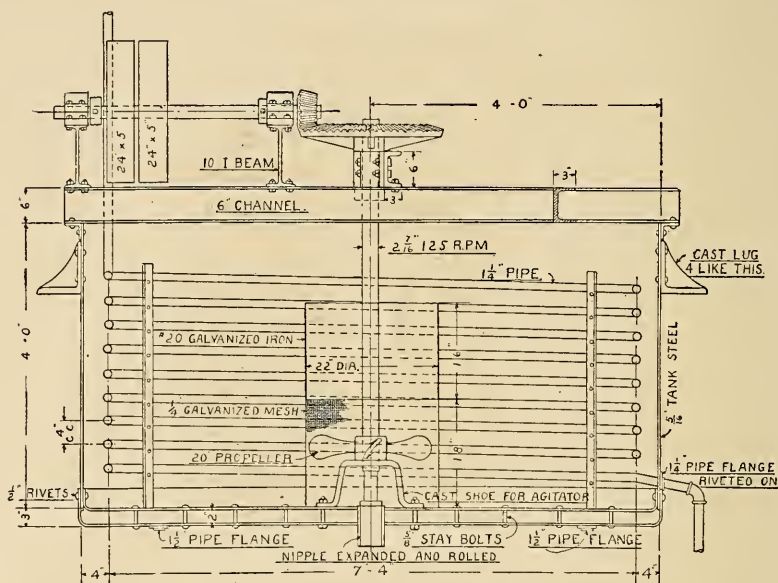 4'-0"
24" x 5"
24" x 5"
10" I BEAM
6"
3"
6"
6" CHANNEL.
3
2 7/16" 125 R.P.M
CAST LUG
4 LIKE THIS.
1 1/4" PIPE
4'-0"
#20 GALVANIZED IRON
16"
22" DIA.
5/16" TANK STEEL
1/4" GALVANIZED MESH
4" C.C.
20" PROPELLER
18"
1 1/4" PIPE FLANGE
RIVETED ON
RIVETS
CAST SHOE FOR AGITATOR
3"
2"
1 1/2" PIPE FLANGE
5/8" STAY BOLTS
1 1/2" PIPE FLANGE
NIPPLE EXPANDED AND ROLLED
4"
7'-4"
4"